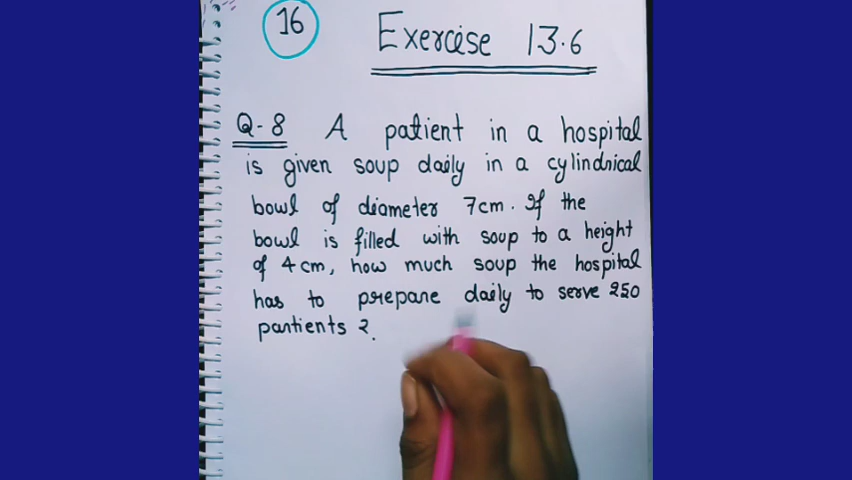 16
Exercise 13.6
Q-8 A patient in a hospital
is given soup daily in a cylindrical
bowl of diameter 7cm. If the
bowl is filled with soup to a height
of 4cm, how much soup the hospital
has to prepare daily to serve 250
pantients ?.